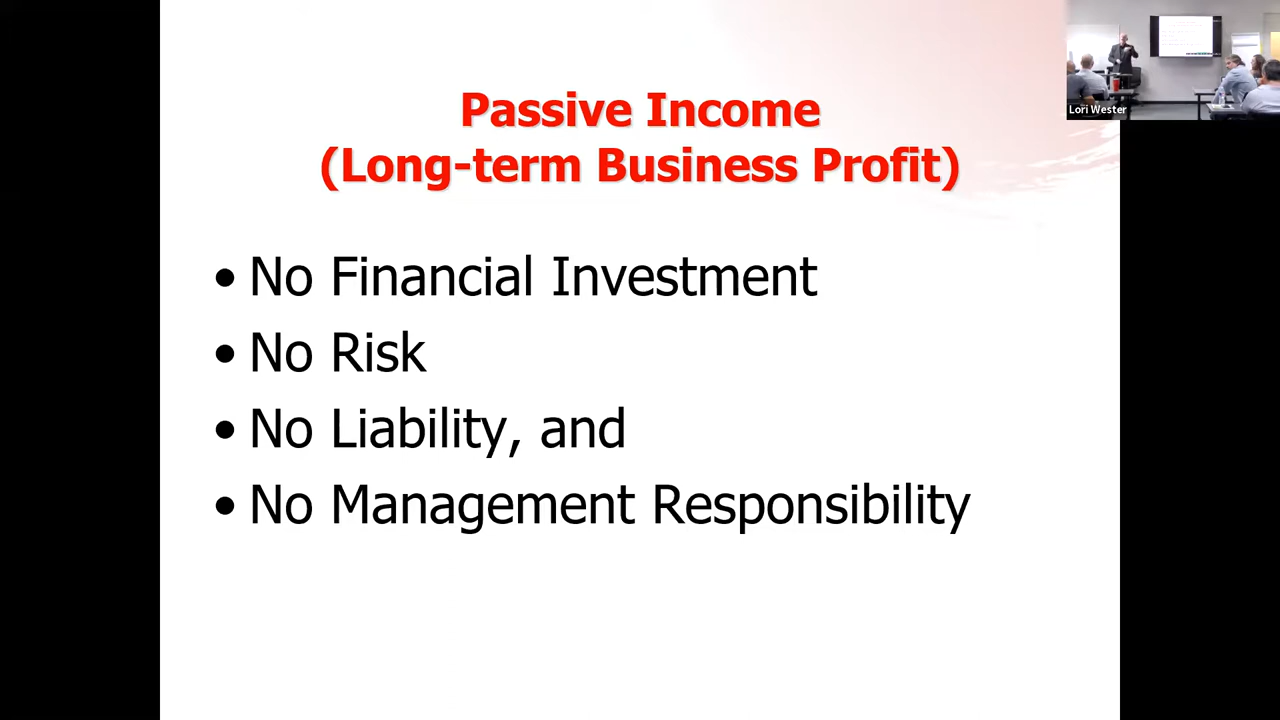 Passive Income
(Long-term Business Profit)
• No Financial Investment
• No Risk
• No Liability, and
• No Management Responsibility
Lori Wester